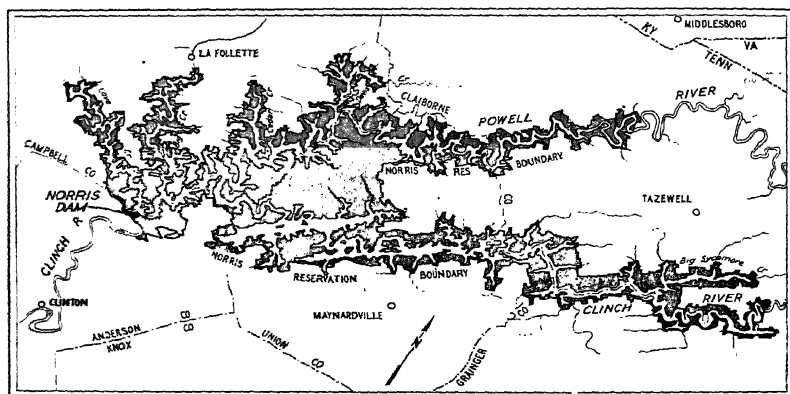 MIDDLESBORO
KY
VA
TENN
LA FOLLETTE
CLAIBORNE
CO
POWELL
RIVER
CAMPBELL
CO
NORRIS
RES
BOUNDARY
NORRIS
DAM
TAZEWELL
CLINCH
R
NORRIS
RESERVATION
BOUNDARY
Big Sycamore
CLINTON
CLINCH
RIVER
MAYNARDVILLE
ANDERSON CO
KNOX CO
UNION
CO
GRAINGER
CO
N